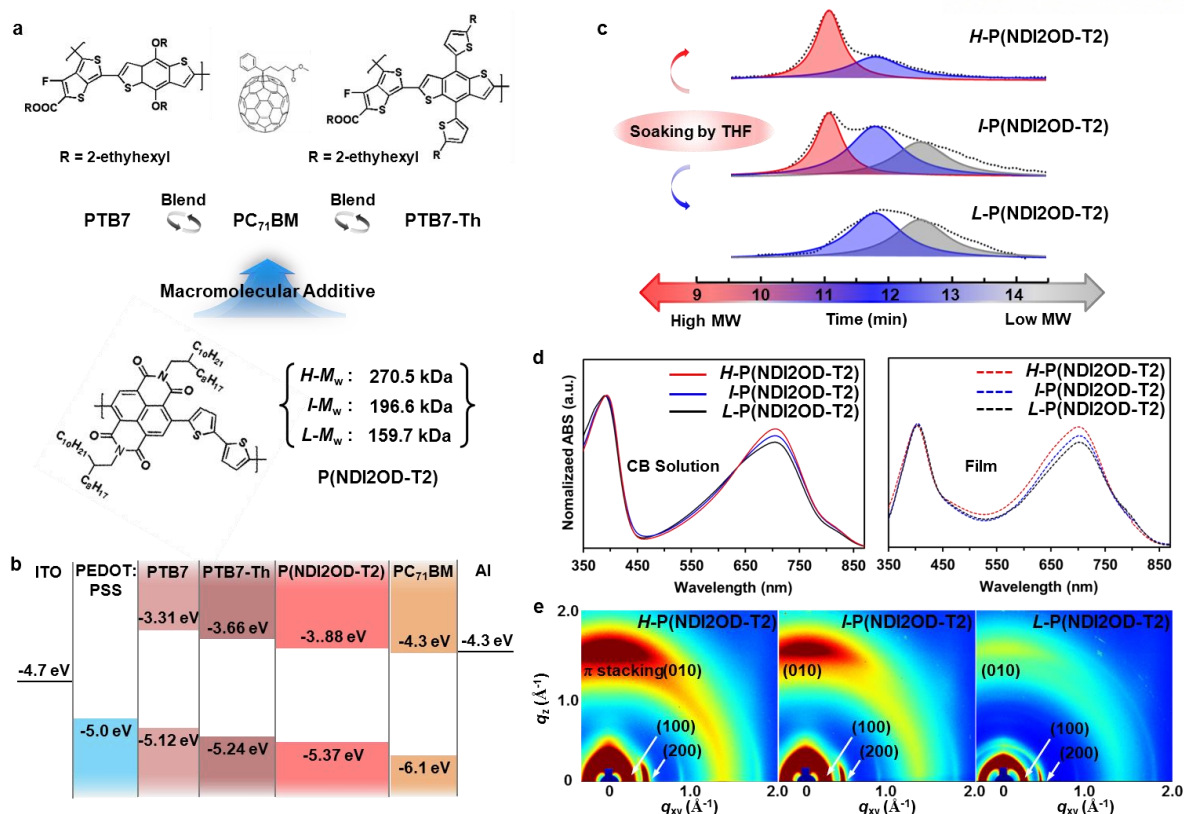 a
R
S
S
OR
S
F
S
S
ROOC
OR
O
O
R
S
S
S
F
S
S
ROOC
S
R
R = 2-ethyhexyl
R = 2-ethyhexyl
Blend
Blend
PTB7
PC71BM
PTB7-Th
Macromolecular Additive
C10H21
C8H17
O
N
O
S
S
O
N
O
C10H21
C8H17
H-Mw : 270.5 kDa
I-Mw : 196.6 kDa
L-Mw : 159.7 kDa
P(NDI2OD-T2)
b
ITO
PEDOT:
PSS
PTB7
PTB7-Th
P(NDI2OD-T2)
PC71BM
Al
-3.31 eV
-3.66 eV
-3..88 eV
-4.3 eV
-4.3 eV
-4.7 eV
-5.0 eV
-5.12 eV
-5.24 eV
-5.37 eV
-6.1 eV
c
H-P(NDI2OD-T2)
Soaking by THF
I-P(NDI2OD-T2)
L-P(NDI2OD-T2)
9 10 11 12 13 14
High MW Time (min) Low MW
d
Nomalizaed ABS (a.u.)
H-P(NDI2OD-T2)
I-P(NDI2OD-T2)
L-P(NDI2OD-T2)
CB Solution
350 450 550 650 750 850
Wavelength (nm)
H-P(NDI2OD-T2)
I-P(NDI2OD-T2)
L-P(NDI2OD-T2)
Film
350 450 550 650 750 850
Wavelength (nm)
e
2.0
1.0
0
qz (Å-1)
H-P(NDI2OD-T2)
π stacking (010)
(100)
(200)
0 1.0 2.0
qxy (Å-1)
I-P(NDI2OD-T2)
(010)
(100)
(200)
0 1.0 2.0
qxy (Å-1)
L-P(NDI2OD-T2)
(010)
(100)
(200)
0 1.0 2.0
qxy (Å-1)